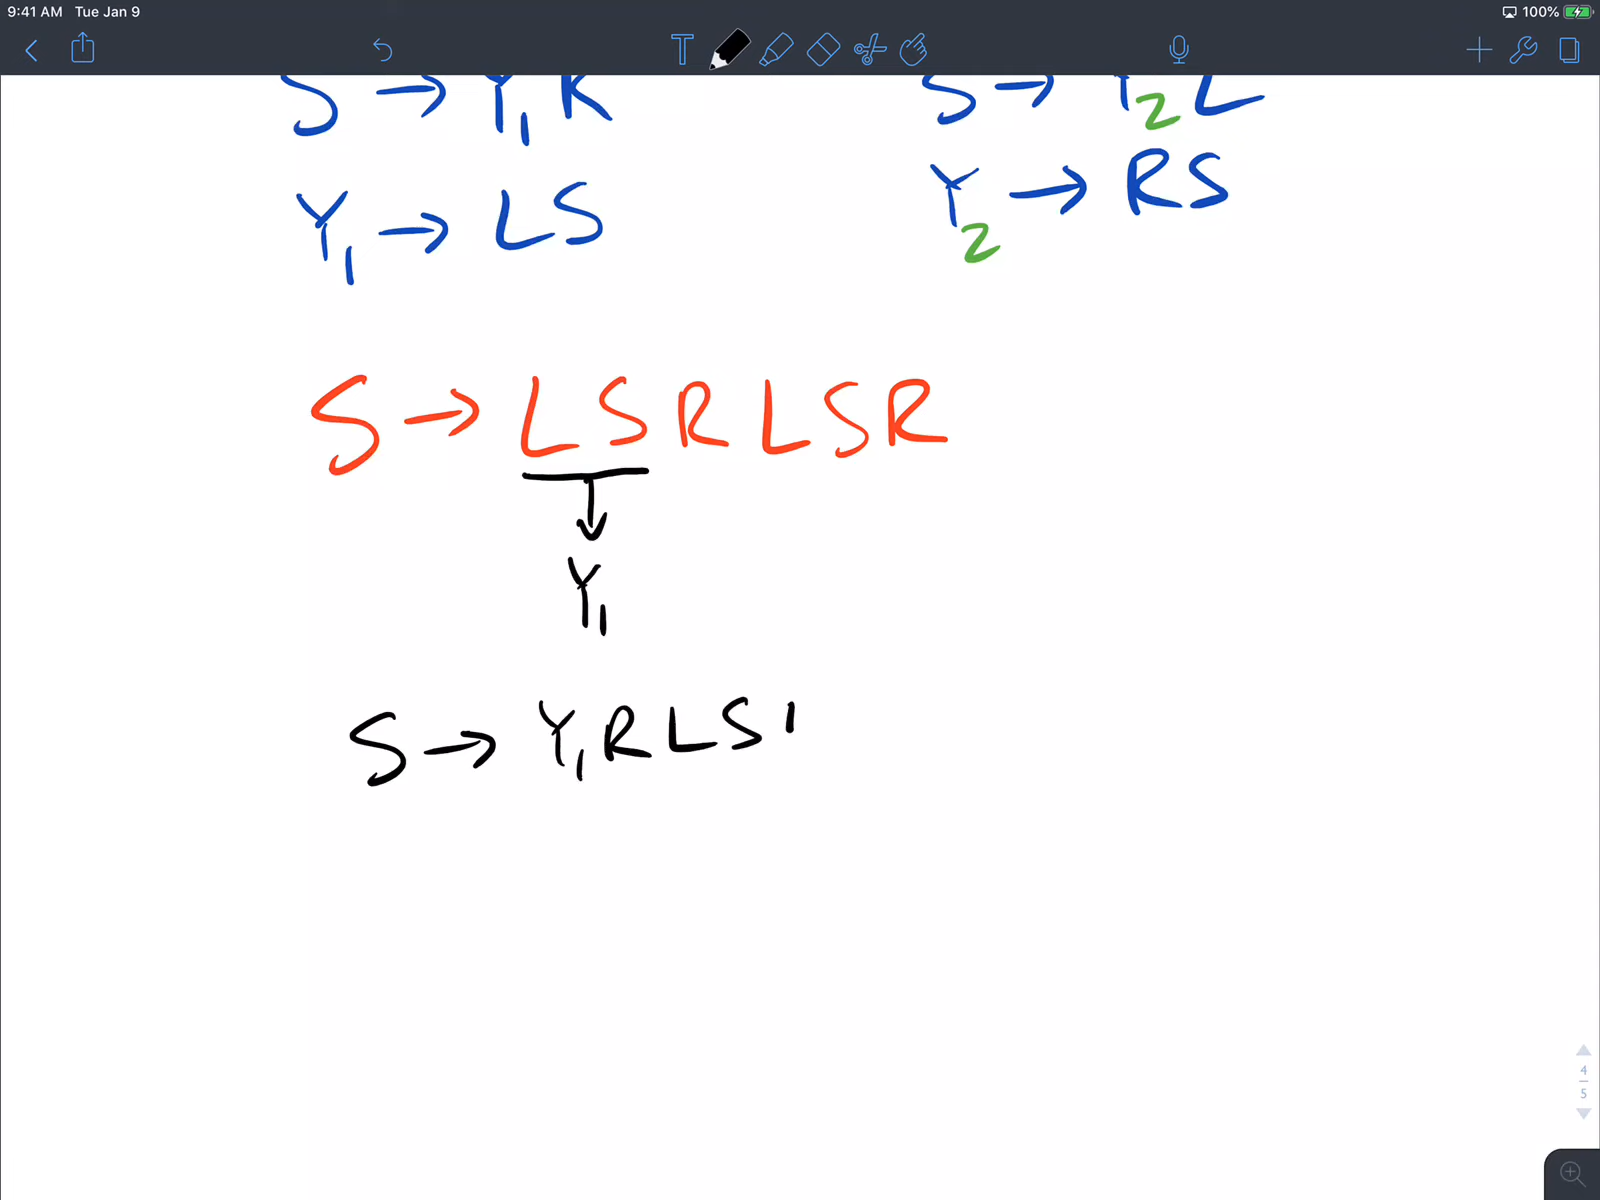 9:41 AM Tue Jan 9
100%
T
S → Y₁R
S → Y₂L
Y₁ → LS
Y₂ → RS
S → LSRLSR
Y₁
S → Y₁RLS
4
5